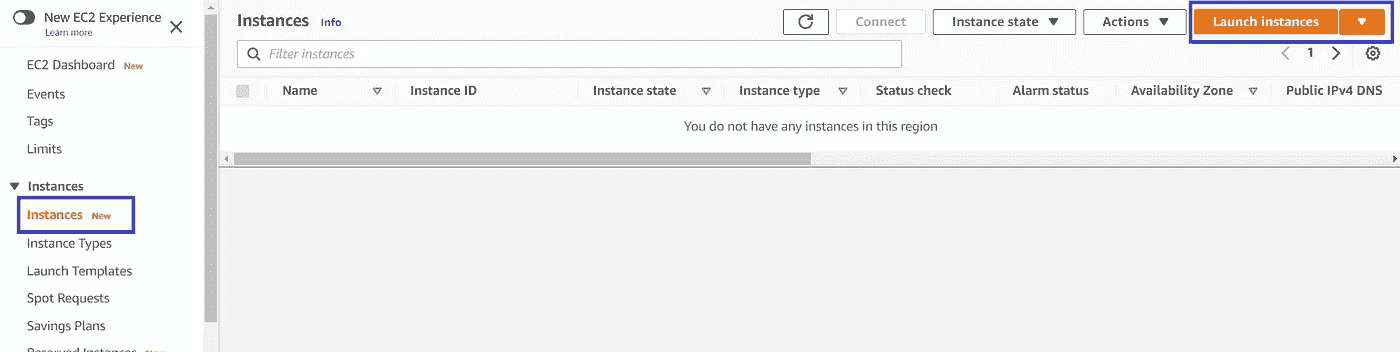 New EC2 Experience
Learn more
EC2 Dashboard New
Events
Tags
Limits
Instances
Instances New
Instance Types
Launch Templates
Spot Requests
Savings Plans
Reserved Instances
Instances Info
Connect
Instance state
Actions
Launch instances
Filter instances
1
Name Instance ID Instance state Instance type Status check Alarm status Availability Zone Public IPv4 DNS
You do not have any instances in this region